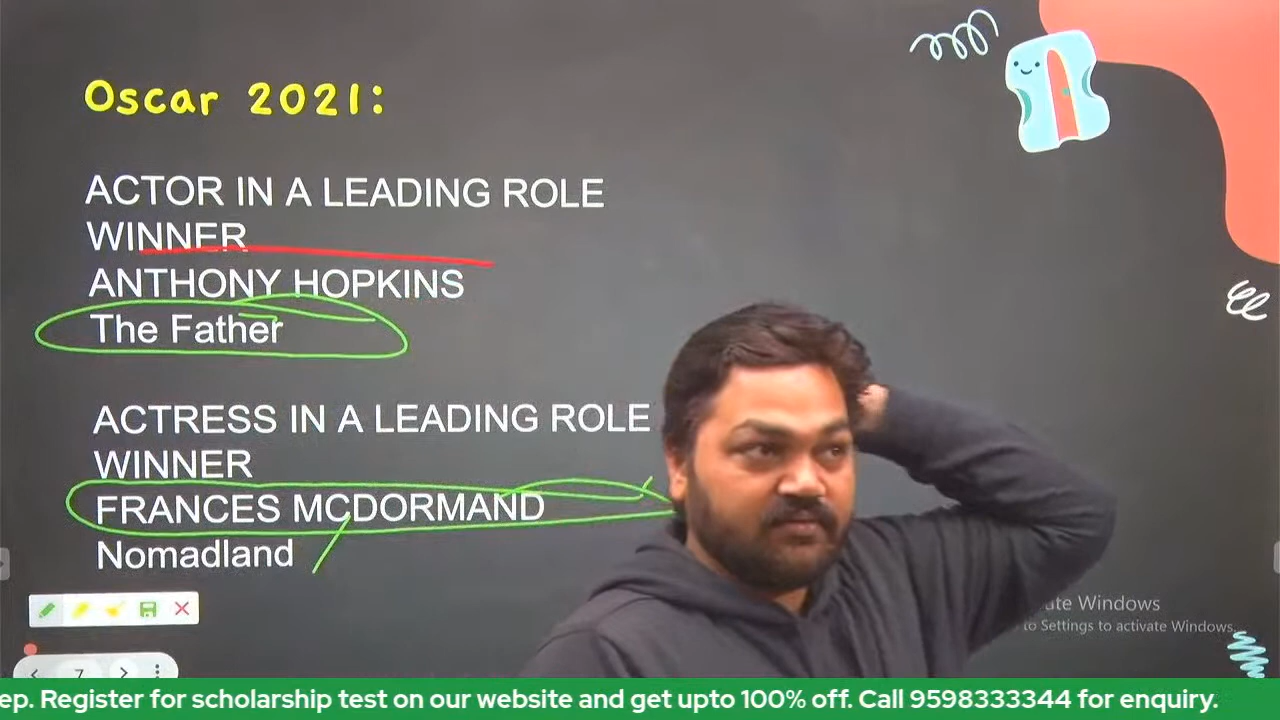 Oscar 2021:
ACTOR IN A LEADING ROLE
WINNER
ANTHONY HOPKINS
The Father
ACTRESS IN A LEADING ROLE
WINNER
FRANCES MCDORMAND
Nomadland
Windows
to Settings to activate Windows.
7
ep. Register for scholarship test on our website and get upto 100% off. Call 9598333344 for enquiry.